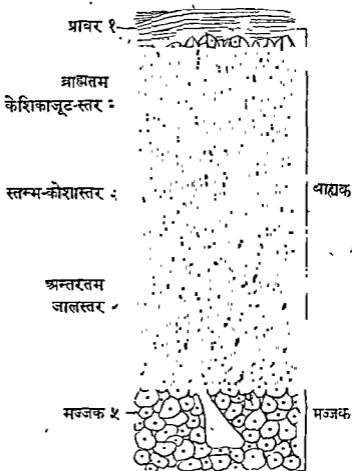 प्रावर १
बाह्यतम
केशिकाजूट-स्तर २
स्तम्भ-कोशास्तर ३
बाह्यक
अन्तरतम
जालस्तर ४
मज्जक ५
मज्जक